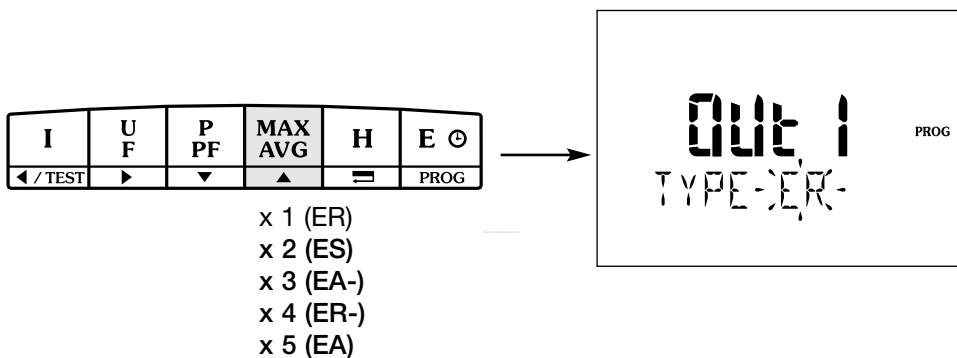 I U F P PF MAX AVG H E
/ TEST PROG
x 1 (ER)
x 2 (ES)
x 3 (EA-)
x 4 (ER-)
x 5 (EA)
OUt 1
PROG
TYPE-ER-